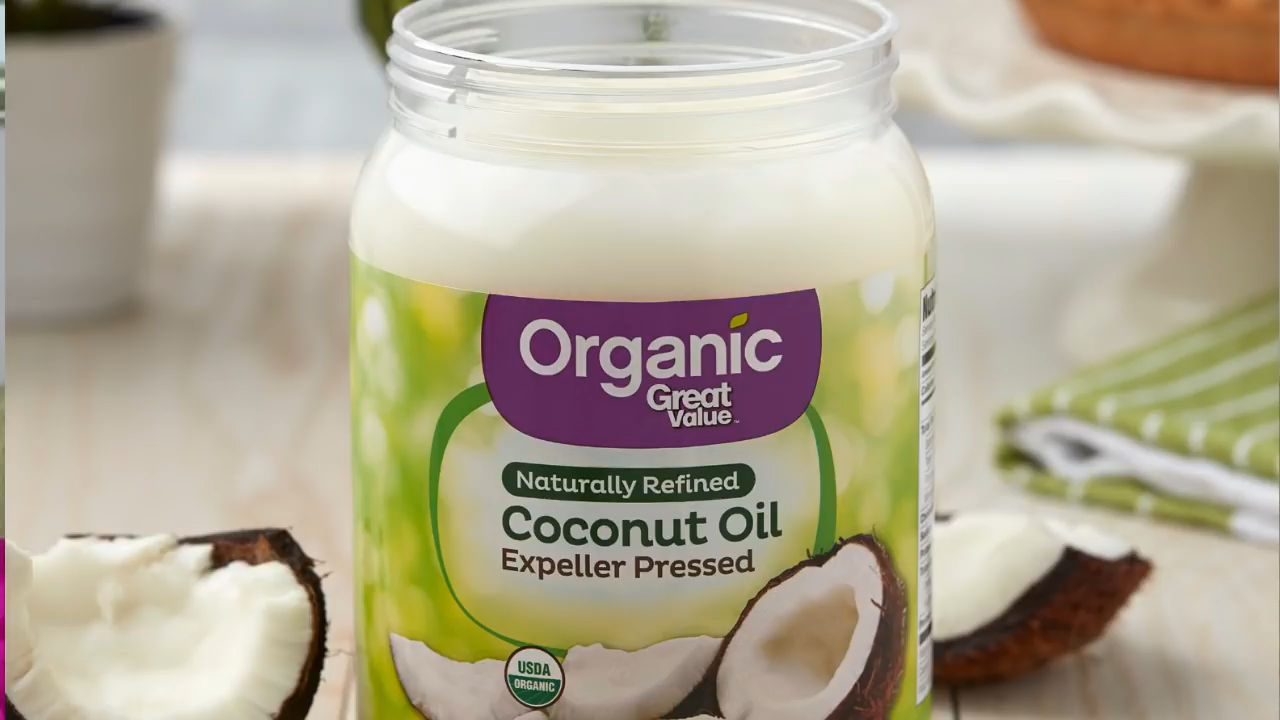 Organic
Great
Value
Naturally Refined
Coconut Oil
Expeller Pressed
USDA
ORGANIC